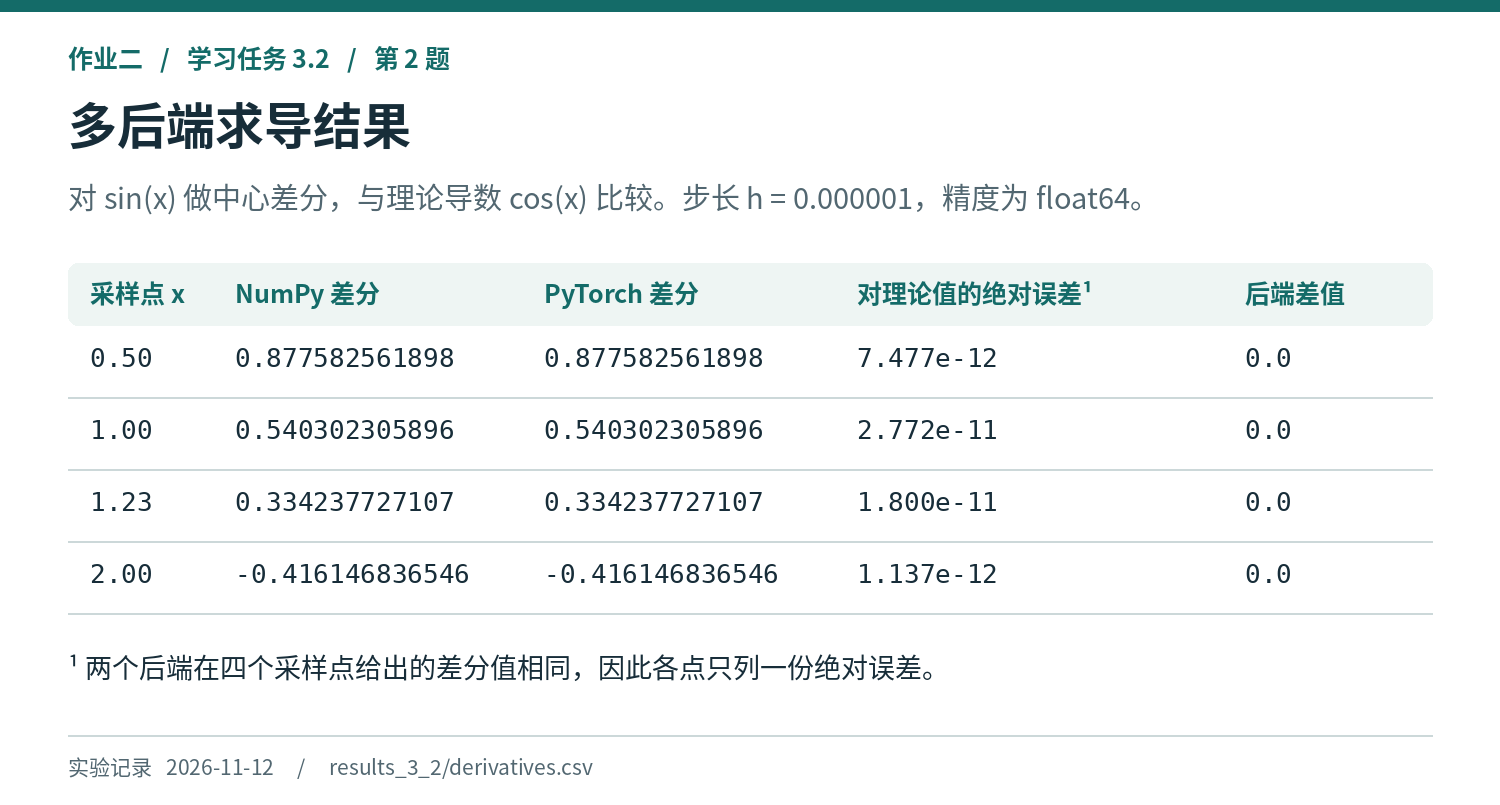 作业二 / 学习任务 3.2 / 第 2 题
多后端求导结果
对 sin(x) 做中心差分，与理论导数 cos(x) 比较。步长 h = 0.000001，精度为 float64。
采样点 x NumPy 差分 PyTorch 差分 对理论值的绝对误差¹ 后端差值
0.50 0.877582561898 0.877582561898 7.477e-12 0.0
1.00 0.540302305896 0.540302305896 2.772e-11 0.0
1.23 0.334237727107 0.334237727107 1.800e-11 0.0
2.00 -0.416146836546 -0.416146836546 1.137e-12 0.0
¹ 两个后端在四个采样点给出的差分值相同，因此各点只列一份绝对误差。
实验记录 2026-11-12 / results_3_2/derivatives.csv